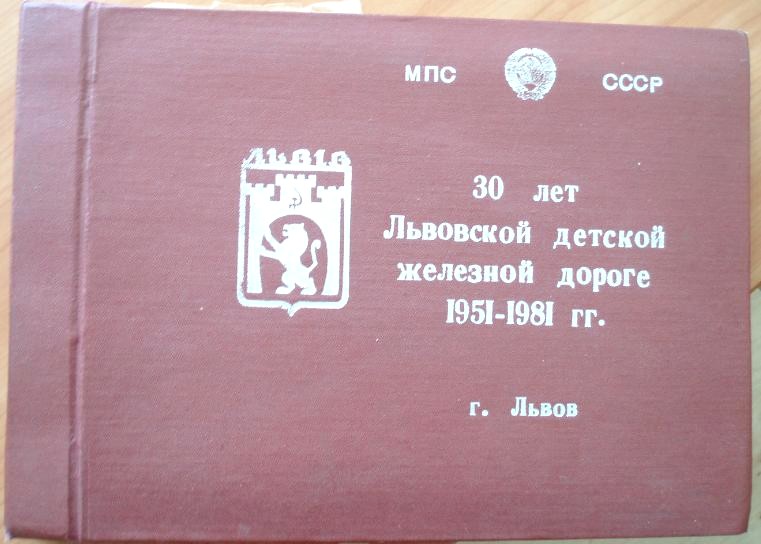 МПС СССР
ЛЬВІВ
30 лет
Львовской детской
железной дороге
1951-1981 гг.
г. Львов